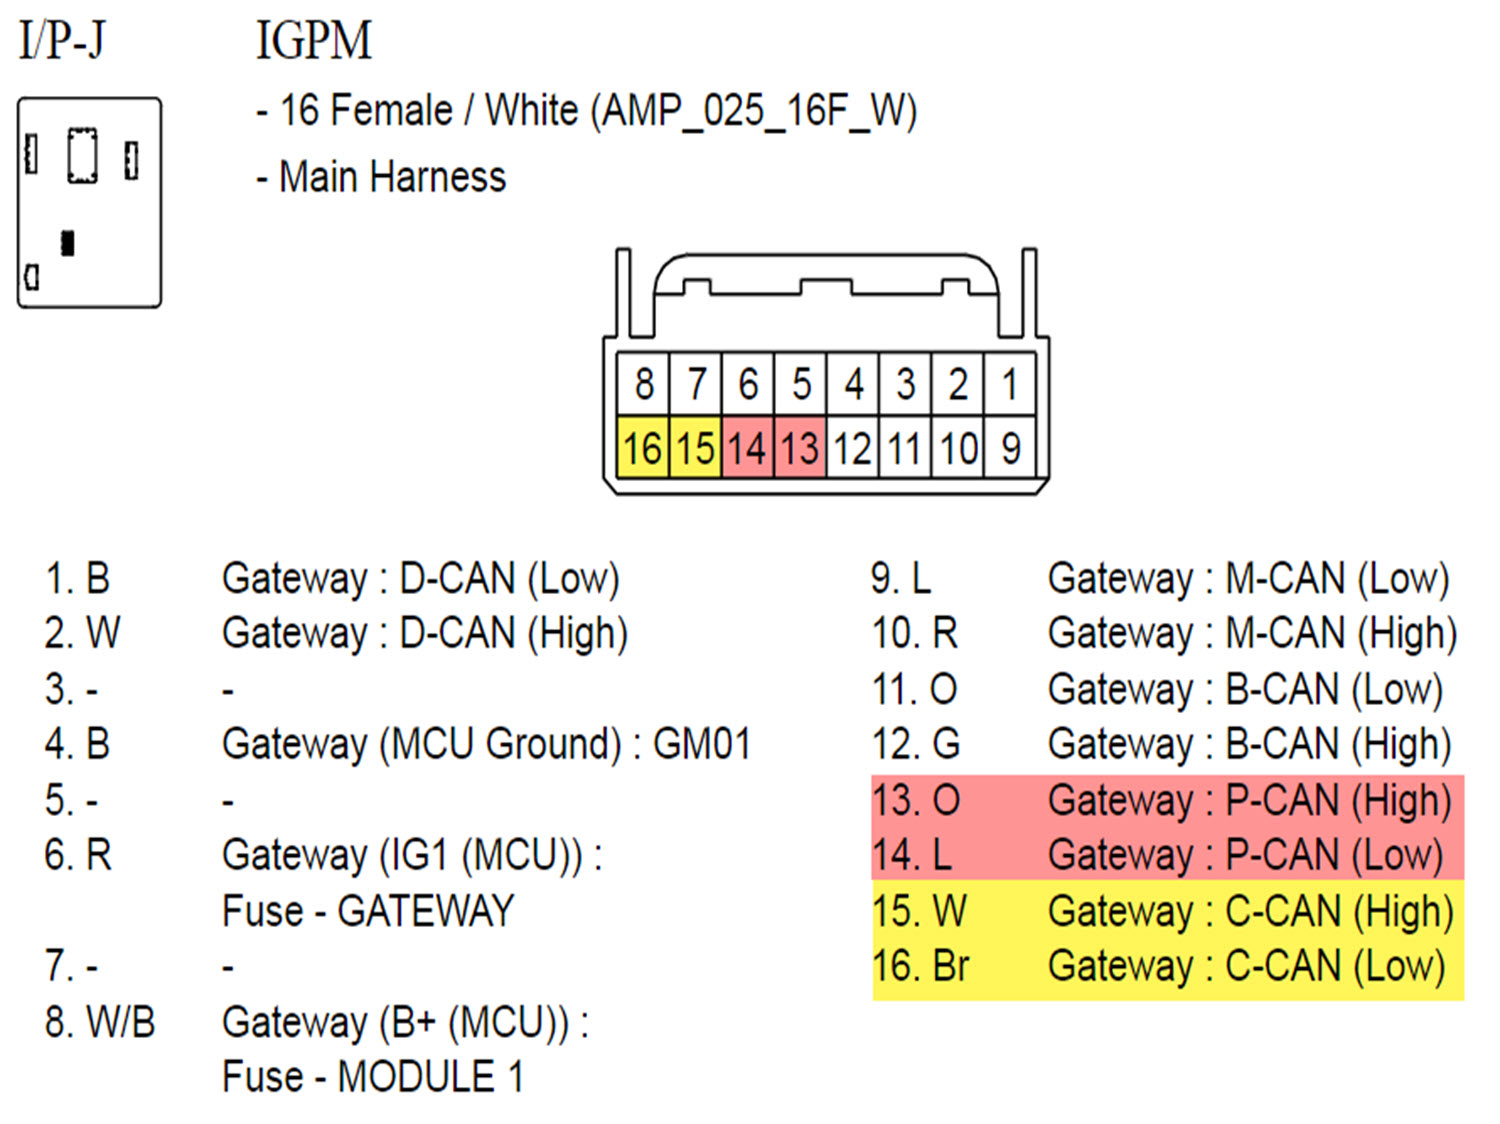 I/P-J IGPM
- 16 Female / White (AMP_025_16F_W)
- Main Harness
8 7 6 5 4 3 2 1
16 15 14 13 12 11 10 9
1. B Gateway : D-CAN (Low)
2. W Gateway : D-CAN (High)
3. - -
4. B Gateway (MCU Ground) : GM01
5. - -
6. R Gateway (IG1 (MCU)) :
Fuse - GATEWAY
7. - -
8. W/B Gateway (B+ (MCU)) :
Fuse - MODULE 1
9. L Gateway : M-CAN (Low)
10. R Gateway : M-CAN (High)
11. O Gateway : B-CAN (Low)
12. G Gateway : B-CAN (High)
13. O Gateway : P-CAN (High)
14. L Gateway : P-CAN (Low)
15. W Gateway : C-CAN (High)
16. Br Gateway : C-CAN (Low)